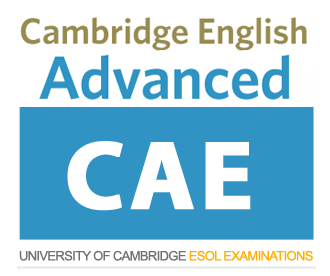 Cambridge English
Advanced
CAE
UNIVERSITY OF CAMBRIDGE ESOL EXAMINATIONS